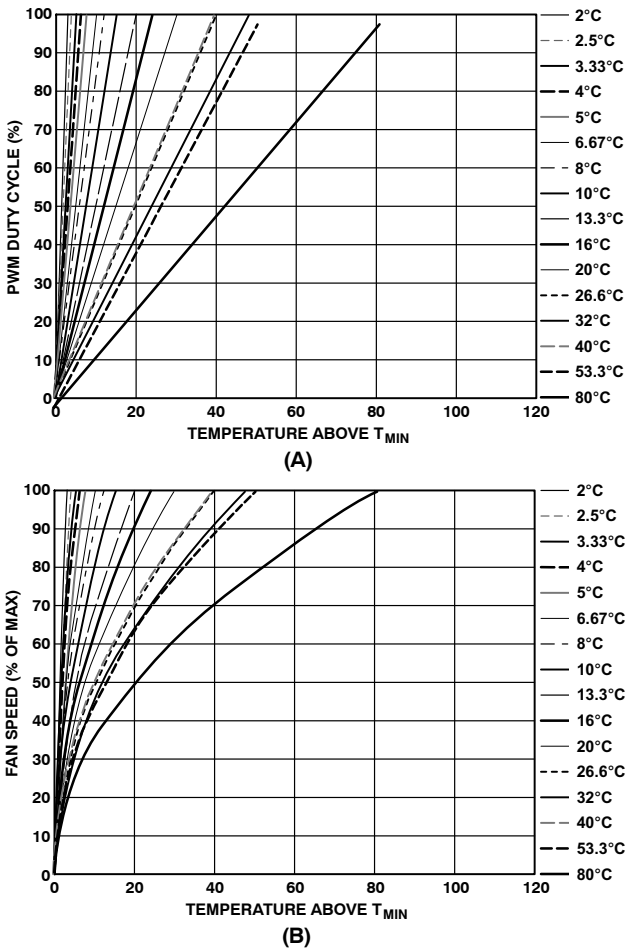 100
90
80
70
60
50
40
30
20
10
0
PWM DUTY CYCLE (%)
0 20 40 60 80 100 120
TEMPERATURE ABOVE TMIN
(A)
2°C
2.5°C
3.33°C
4°C
5°C
6.67°C
8°C
10°C
13.3°C
16°C
20°C
26.6°C
32°C
40°C
53.3°C
80°C
100
90
80
70
60
50
40
30
20
10
0
FAN SPEED (% OF MAX)
0 20 40 60 80 100 120
TEMPERATURE ABOVE TMIN
(B)
2°C
2.5°C
3.33°C
4°C
5°C
6.67°C
8°C
10°C
13.3°C
16°C
20°C
26.6°C
32°C
40°C
53.3°C
80°C